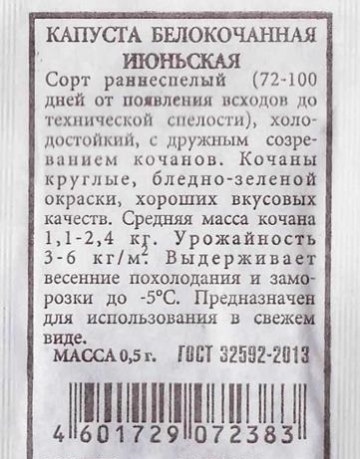 КАПУСТА БЕЛОКОЧАННАЯ
ИЮНЬСКАЯ
Сорт раннеспелый (72-100
дней от появления всходов до
технической спелости), холо-
достойкий, с дружным созре-
ванием кочанов. Кочаны
круглые, бледно-зеленой
окраски, хороших вкусовых
качеств. Средняя масса кочана
1,1-2,4 кг. Урожайность
3-6 кг/м². Выдерживает
весенние похолодания и замо-
розки до -5°С. Предназначен
для использования в свежем
виде.
МАССА 0,5 г. ГОСТ 32592-2013
4 601729 072383